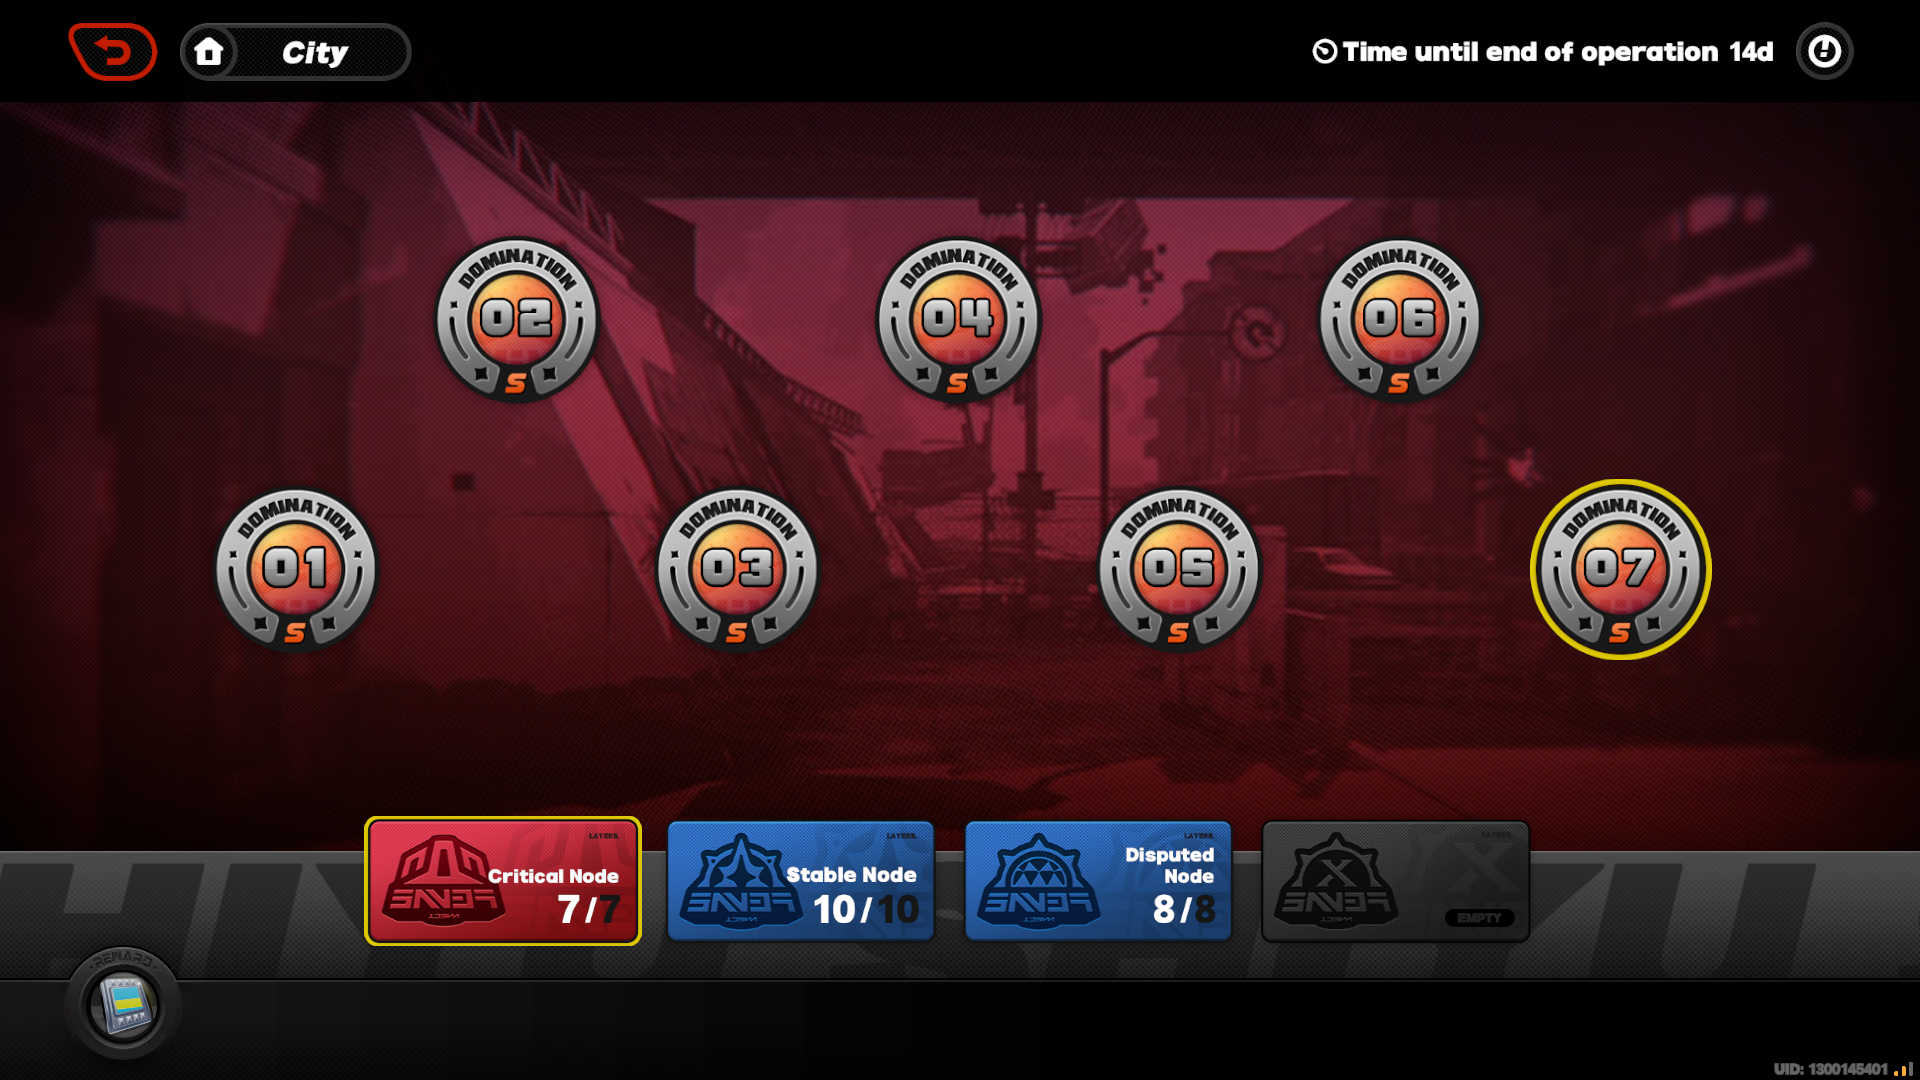 City
Time until end of operation 14d
DOMINATION
02
S
DOMINATION
04
S
DOMINATION
06
S
DOMINATION
01
S
DOMINATION
03
S
DOMINATION
05
S
DOMINATION
07
S
LAYERS
Critical Node
7/7
LAYERS
Stable Node
10/10
LAYERS
Disputed
Node
8/8
LAYERS
EMPTY
REWARD
UID: 1300145401